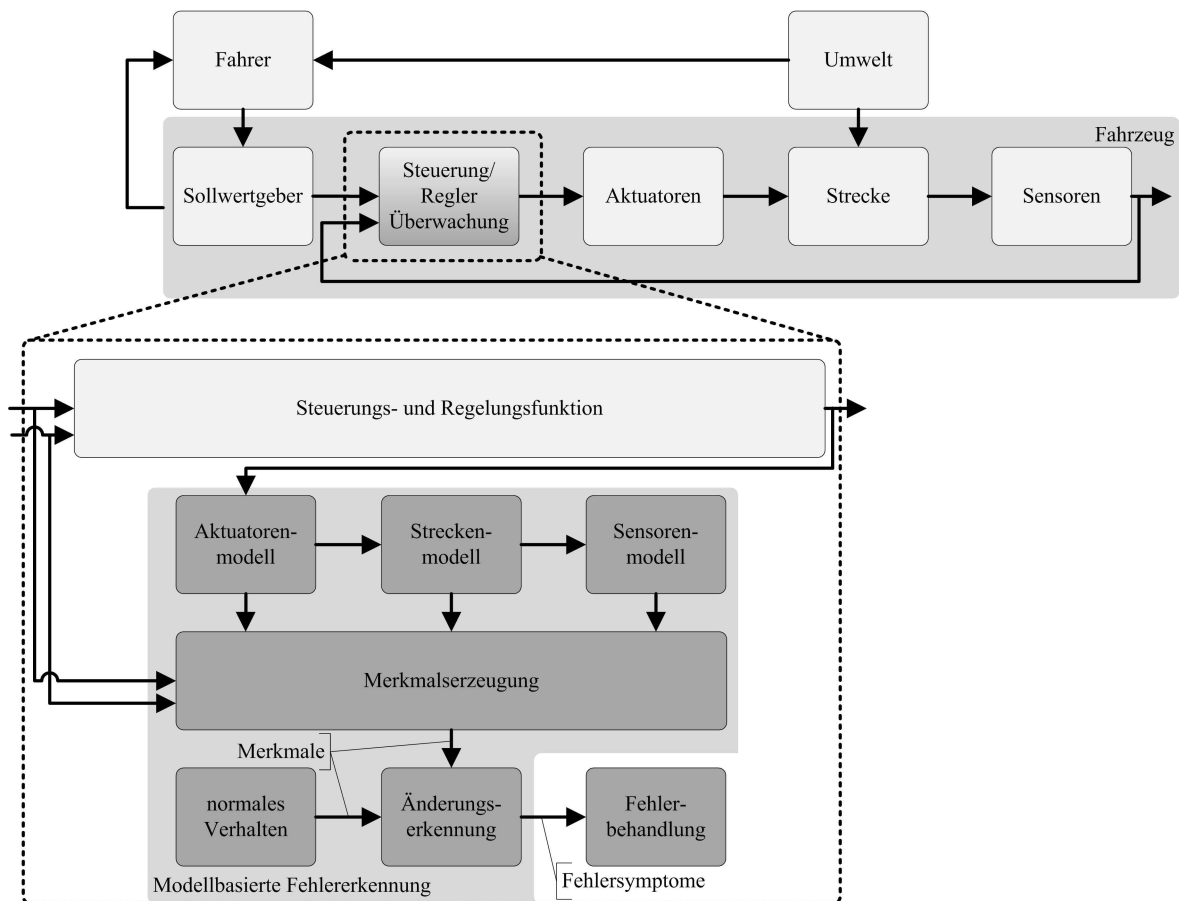 Fahrer
Umwelt
Fahrzeug
Sollwertgeber
Steuerung/
Regler
Überwachung
Aktuatoren
Strecke
Sensoren
Steuerungs- und Regelungsfunktion
Aktuatoren-
modell
Strecken-
modell
Sensoren-
modell
Merkmalserzeugung
Merkmale
normales
Verhalten
Änderungs-
erkennung
Fehler-
behandlung
Fehlersymptome
Modellbasierte Fehlererkennung